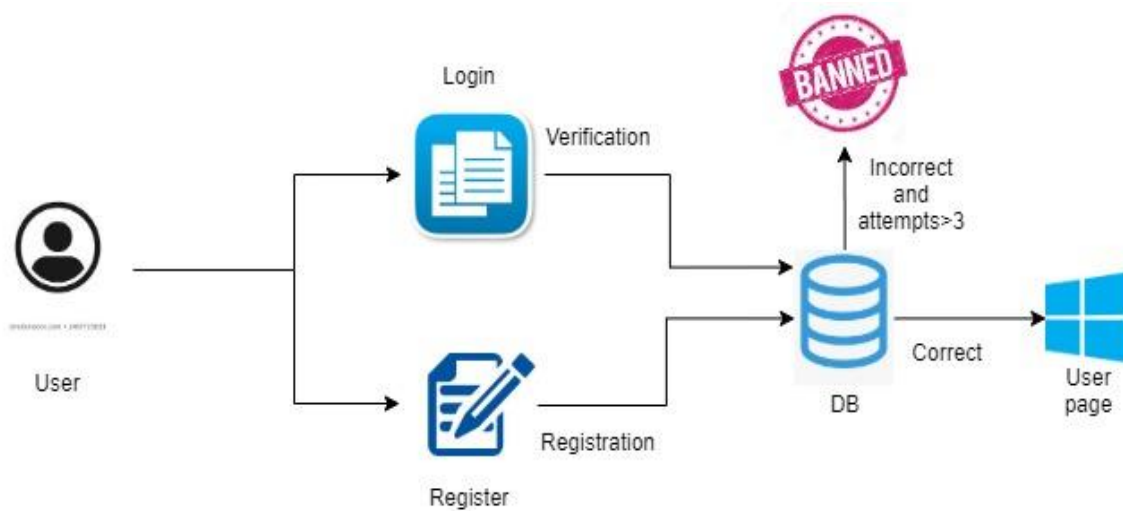 Login
BANNED
Verification
Incorrect
and
attempts>3
User
Correct
User
page
DB
Registration
Register